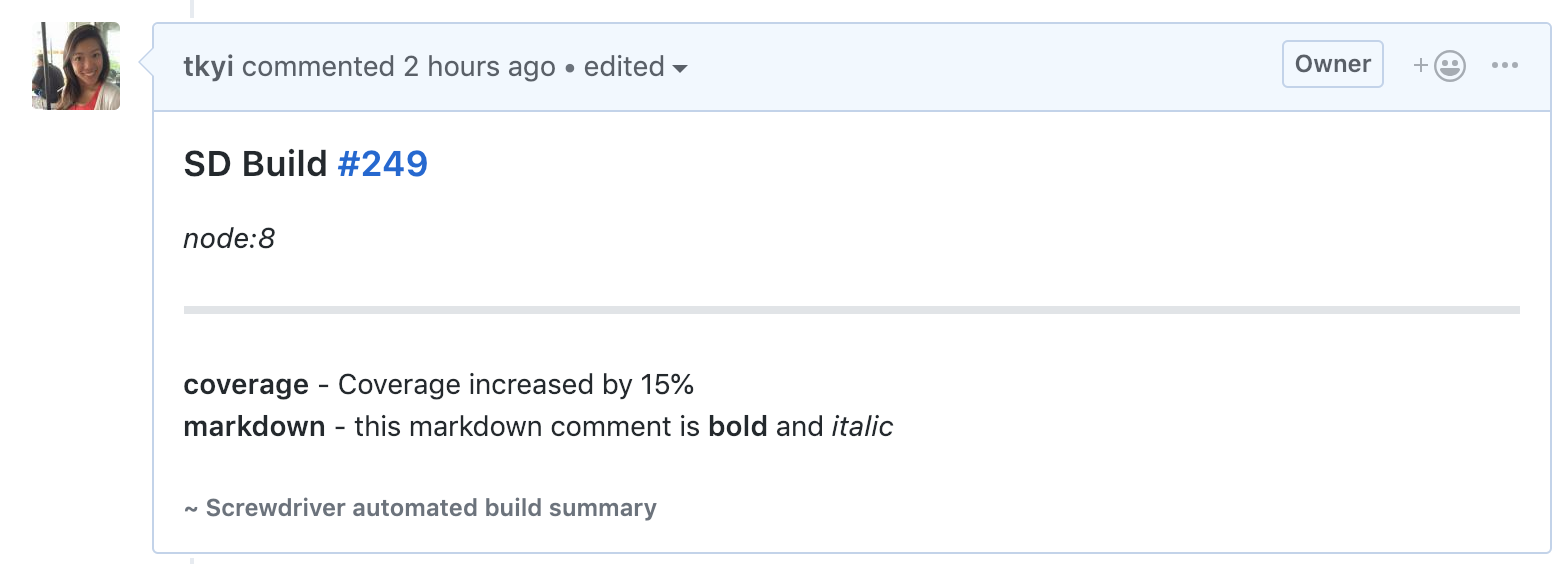 tkyi commented 2 hours ago • edited
Owner
SD Build #249
node:8
coverage - Coverage increased by 15%
markdown - this markdown comment is bold and italic
~ Screwdriver automated build summary